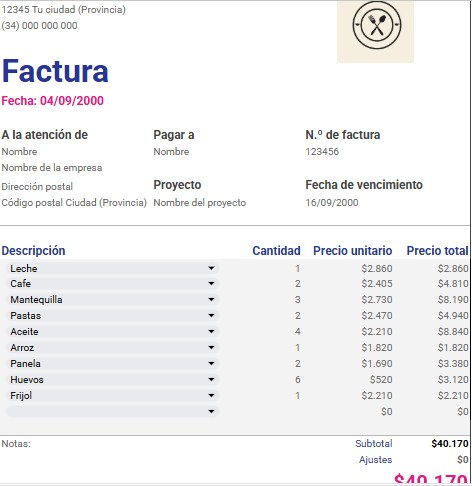 12345 Tu ciudad (Provincia)
(34) 000 000 000
Factura
Fecha: 04/09/2000
A la atención de Pagar a N.º de factura
Nombre Nombre 123456
Nombre de la empresa
Dirección postal Proyecto Fecha de vencimiento
Código postal Ciudad (Provincia) Nombre del proyecto 16/09/2000
Descripción Cantidad Precio unitario Precio total
Leche 1 $2.860 $2.860
Cafe 2 $2.405 $4.810
Mantequilla 3 $2.730 $8.190
Pastas 2 $2.470 $4.940
Aceite 4 $2.210 $8.840
Arroz 1 $1.820 $1.820
Panela 2 $1.690 $3.380
Huevos 6 $520 $3.120
Frijol 1 $2.210 $2.210
$0 $0
Notas: Subtotal $40.170
Ajustes $0
$40.170